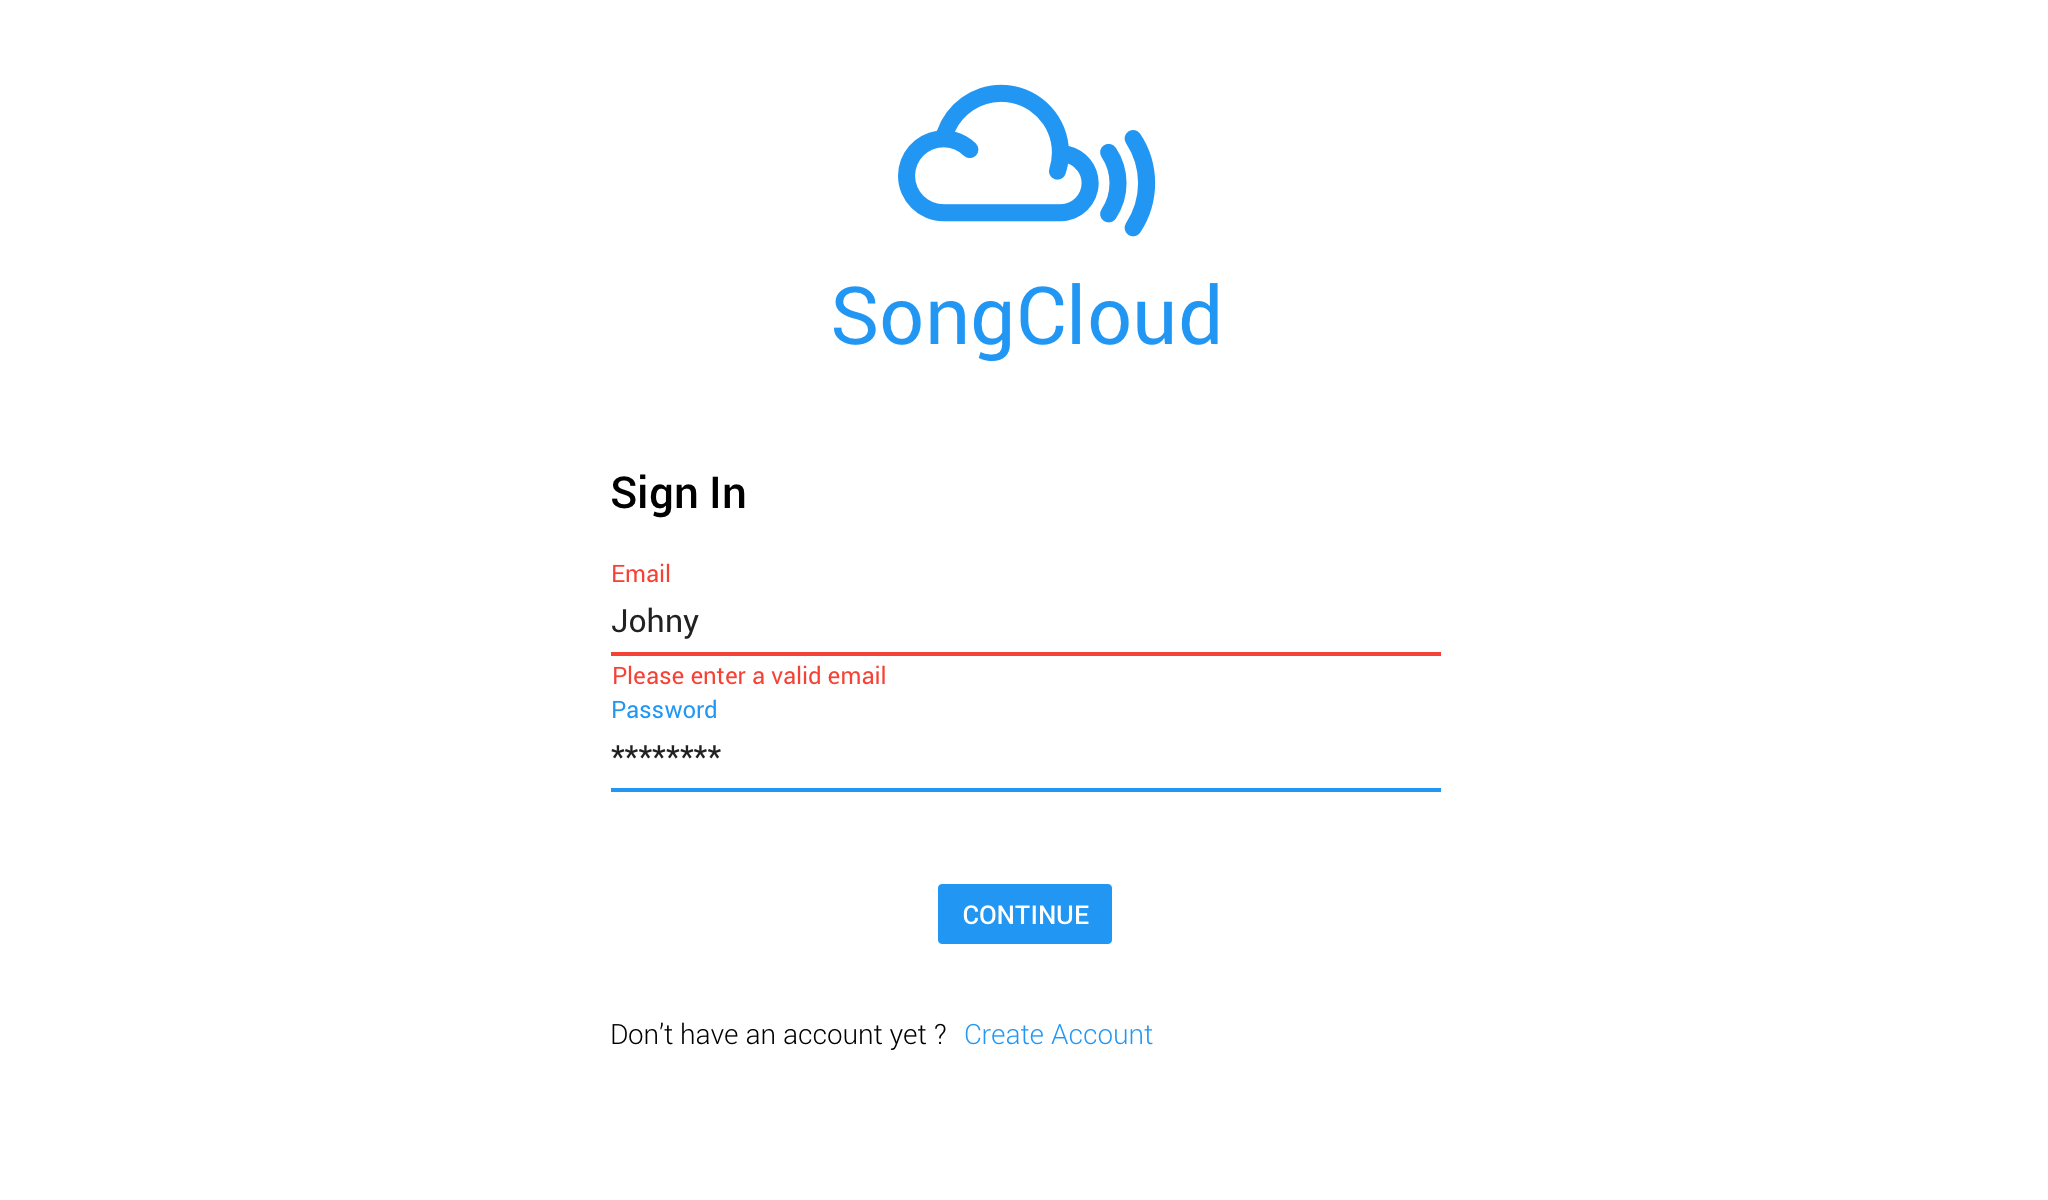 SongCloud
Sign In
Email
Johny
Please enter a valid email
Password
********
CONTINUE
Don't have an account yet ? Create Account